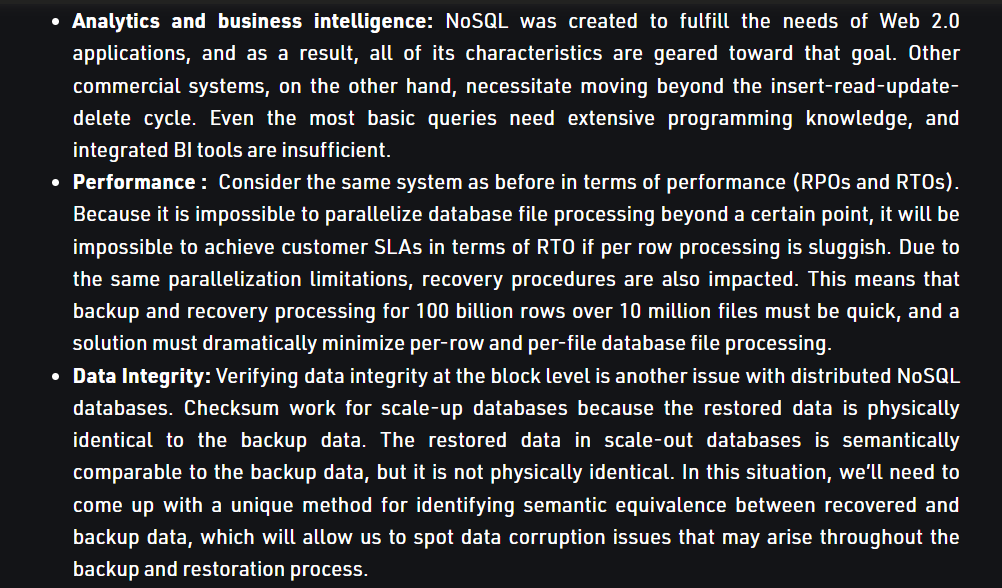 • Analytics and business intelligence: NoSQL was created to fulfill the needs of Web 2.0
applications, and as a result, all of its characteristics are geared toward that goal. Other
commercial systems, on the other hand, necessitate moving beyond the insert-read-update-
delete cycle. Even the most basic queries need extensive programming knowledge, and
integrated BI tools are insufficient.
• Performance : Consider the same system as before in terms of performance (RPOs and RTOs).
Because it is impossible to parallelize database file processing beyond a certain point, it will be
impossible to achieve customer SLAs in terms of RTO if per row processing is sluggish. Due to
the same parallelization limitations, recovery procedures are also impacted. This means that
backup and recovery processing for 100 billion rows over 10 million files must be quick, and a
solution must dramatically minimize per-row and per-file database file processing.
• Data Integrity: Verifying data integrity at the block level is another issue with distributed NoSQL
databases. Checksum work for scale-up databases because the restored data is physically
identical to the backup data. The restored data in scale-out databases is semantically
comparable to the backup data, but it is not physically identical. In this situation, we’ll need to
come up with a unique method for identifying semantic equivalence between recovered and
backup data, which will allow us to spot data corruption issues that may arise throughout the
backup and restoration process.